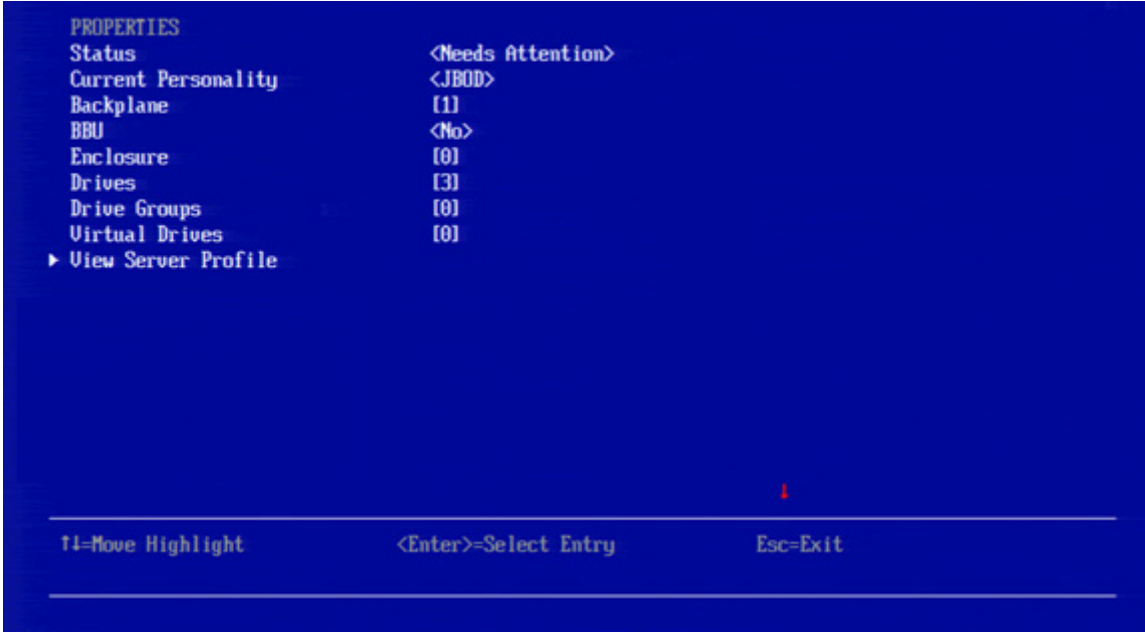 PROPERTIES
Status <Needs Attention>
Current Personality <JBOD>
Backplane [1]
BBU <No>
Enclosure [0]
Drives [3]
Drive Groups [0]
Virtual Drives [0]
▶ View Server Profile
↓
↑↓=Move Highlight <Enter>=Select Entry Esc=Exit